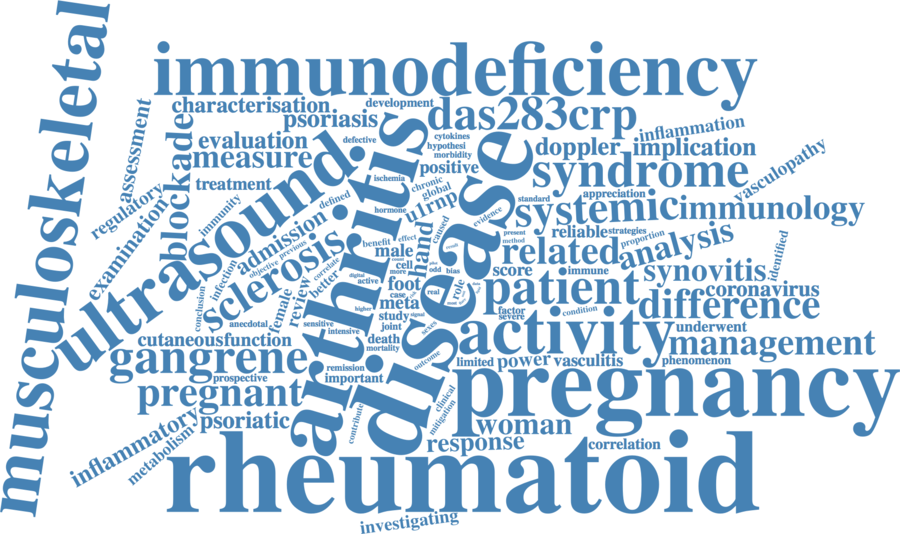 musculoskeletal
immunodeficiency
characterisation
development
psoriasis
das283crp
assessment
blockade
evaluation
measure
defective
cytokines
hypothesi
morbidity
inflammation
doppler
implication
regulatory
examination
treatment
immunity
ultrasound
arthritis
disease
ischemia
positive
chronic
global
syndrome
vasculopathy
admission
defined
hormone
u1rnp
standard
appreciation
systemic
immunology
evidence
reliable
strategies
sclerosis
objective
previous
infection
benefit
effect
male
hand
caused
present
method
related
analysis
proportion
identified
correlate
cell
more
digital
active
foot
odd
bias
score
immune
synovitis
conclusion
female
review
better
case
real
role
patient
coronavirus
higher
meta
study
signal
factor
severe
condition
difference
anecdotal
sensitive
intensive
joint
sexes
activity
underwent
cutaneous
function
death
mortality
management
gangrene
outcome
limited
power
vasculitis
phenomenon
prospective
remission
important
pregnant
clinical
mitigation
pregnancy
psoriatic
contribute
woman
inflammatory
metabolism
response
correlation
rheumatoid
investigating